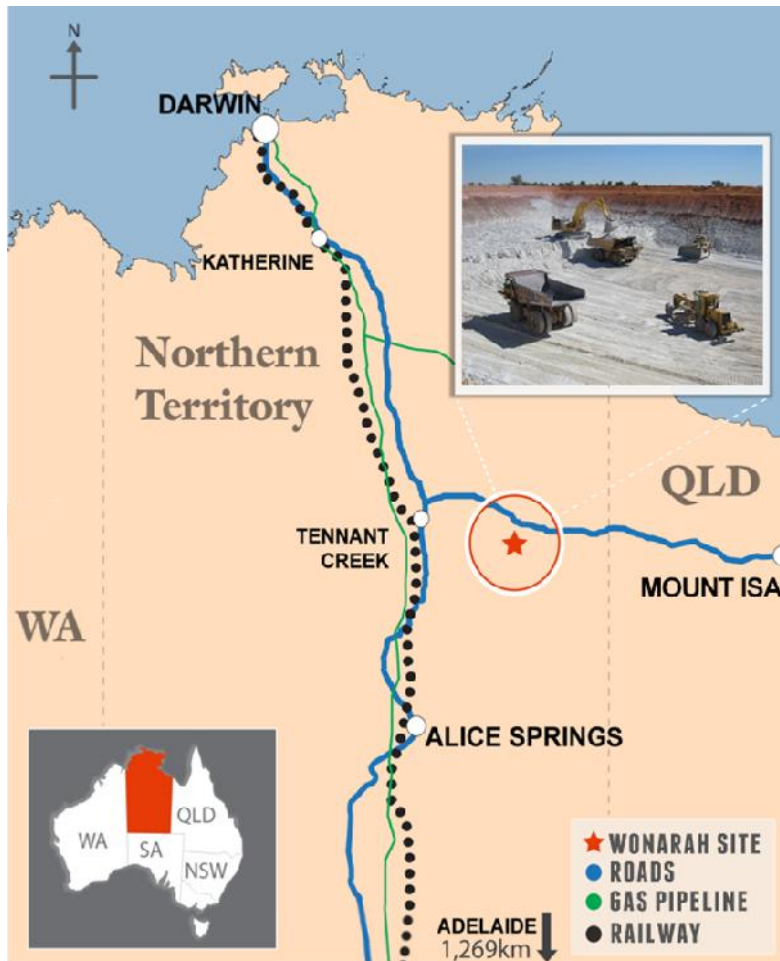 N
DARWIN
KATHERINE
Northern
Territory
QLD
TENNANT
CREEK
MOUNT ISA
WA
ALICE SPRINGS
WA
QLD
SA
NSW
WONARAH SITE
ROADS
GAS PIPELINE
RAILWAY
ADELAIDE
1,269km